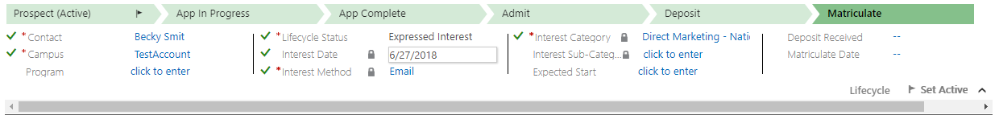 Prospect (Active) App In Progress App Complete Admit Deposit Matriculate
*Contact Becky Smit *Lifecycle Status Expressed Interest *Interest Category Direct Marketing - Natio Deposit Received --
*Campus TestAccount Interest Date 6/27/2018 Interest Sub-Categ... click to enter Matriculate Date --
Program click to enter *Interest Method Email Expected Start click to enter
Lifecycle Set Active